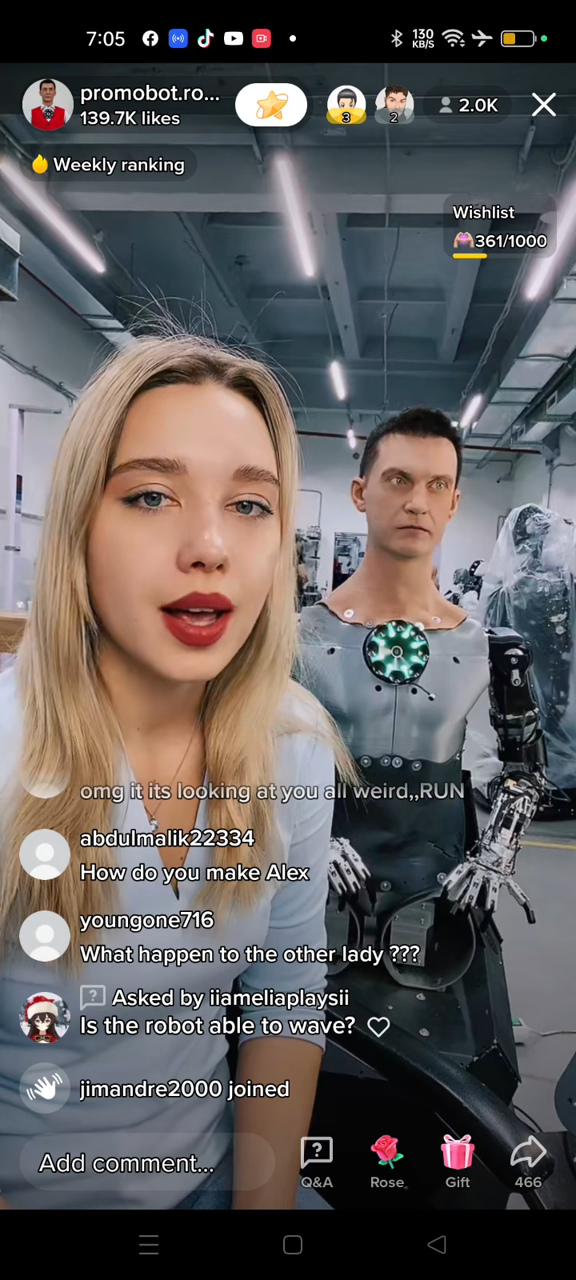 7:05
130
KB/S
promobot.ro...
139.7K likes
3
2
2.0K
Weekly ranking
Wishlist
361/1000
omg it its looking at you all weird,,RUN
abdulmalik22334
How do you make Alex
youngone716
What happen to the other lady ???
Asked by iiameliaplaysii
Is the robot able to wave?
jimandre2000 joined
Add comment...
Q&A
Rose
Gift
466